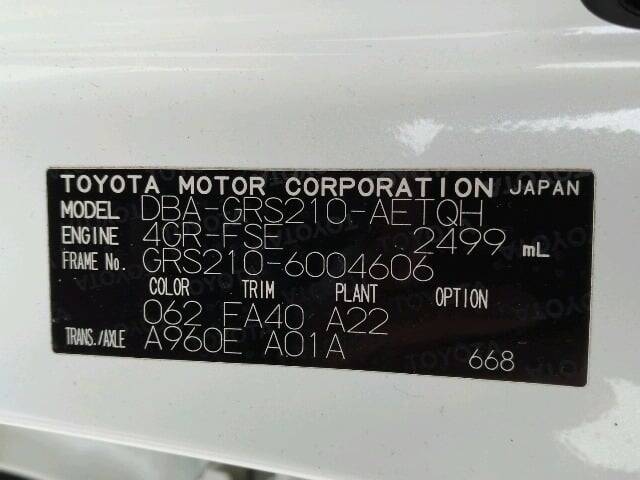 TOYOTA MOTOR CORPORATION JAPAN
MODEL DBA-GRS210-AETQH
ENGINE 4GR-FSE 2499 mL
FRAME No. GRS210-6004606
COLOR TRIM PLANT OPTION
062 FA40 A22
TRANS./AXLE A960E A01A
668